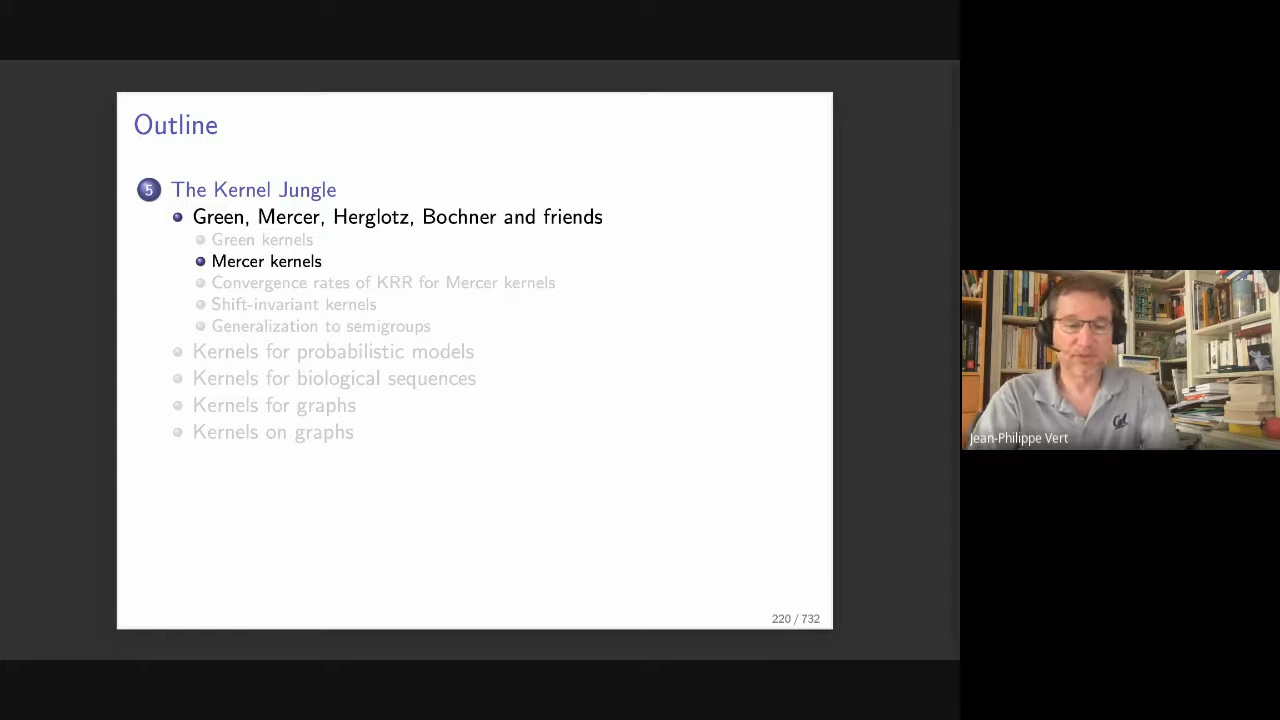 Outline
5 The Kernel Jungle
Green, Mercer, Herglotz, Bochner and friends
Green kernels
Mercer kernels
Convergence rates of KRR for Mercer kernels
Shift-invariant kernels
Generalization to semigroups
Kernels for probabilistic models
Kernels for biological sequences
Kernels for graphs
Kernels on graphs
220 / 732
Cal
Jean-Philippe Vert